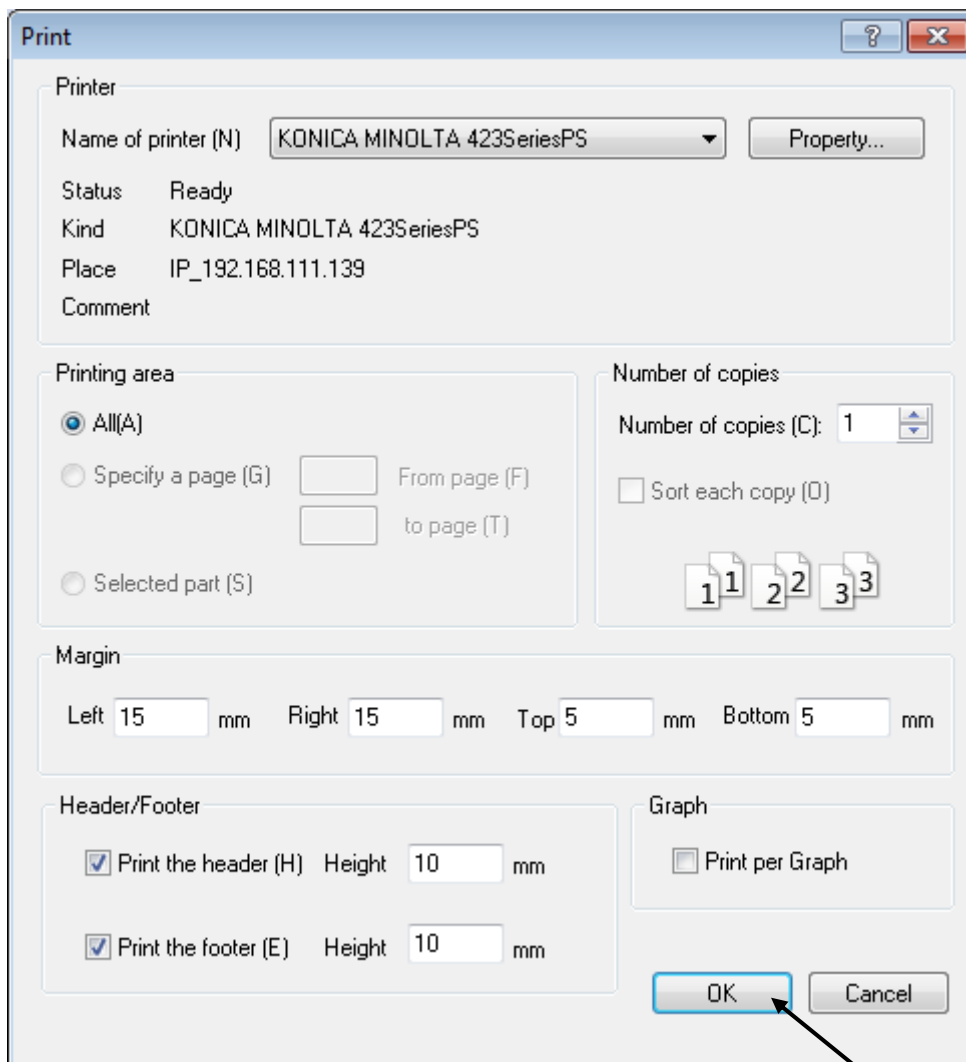 Print
Printer
Name of printer (N) KONICA MINOLTA 423SeriesPS Property...
Status Ready
Kind KONICA MINOLTA 423SeriesPS
Place IP_192.168.111.139
Comment
Printing area
All(A)
Specify a page (G) From page (F)
to page (T)
Selected part (S)
Number of copies
Number of copies (C): 1
Sort each copy (O)
1 1 2 2 3 3
Margin
Left 15 mm Right 15 mm Top 5 mm Bottom 5 mm
Header/Footer
Print the header (H) Height 10 mm
Print the footer (E) Height 10 mm
Graph
Print per Graph
OK Cancel